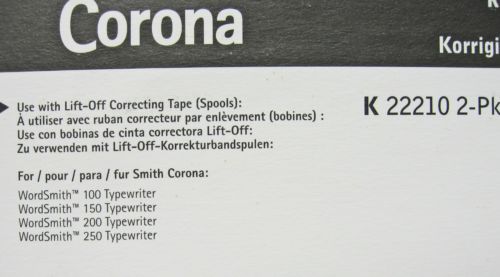 Corona
Korrigi
Use with Lift-Off Correcting Tape (Spools):
À utiliser avec ruban correcteur par enlèvement (bobines) :
Use con bobinas de cinta correctora Lift-Off:
Zu verwenden mit Lift-Off-Korrekturbandspulen:
K 22210 2-Pk
For / pour / para / fur Smith Corona:
WordSmith™ 100 Typewriter
WordSmith™ 150 Typewriter
WordSmith™ 200 Typewriter
WordSmith™ 250 Typewriter